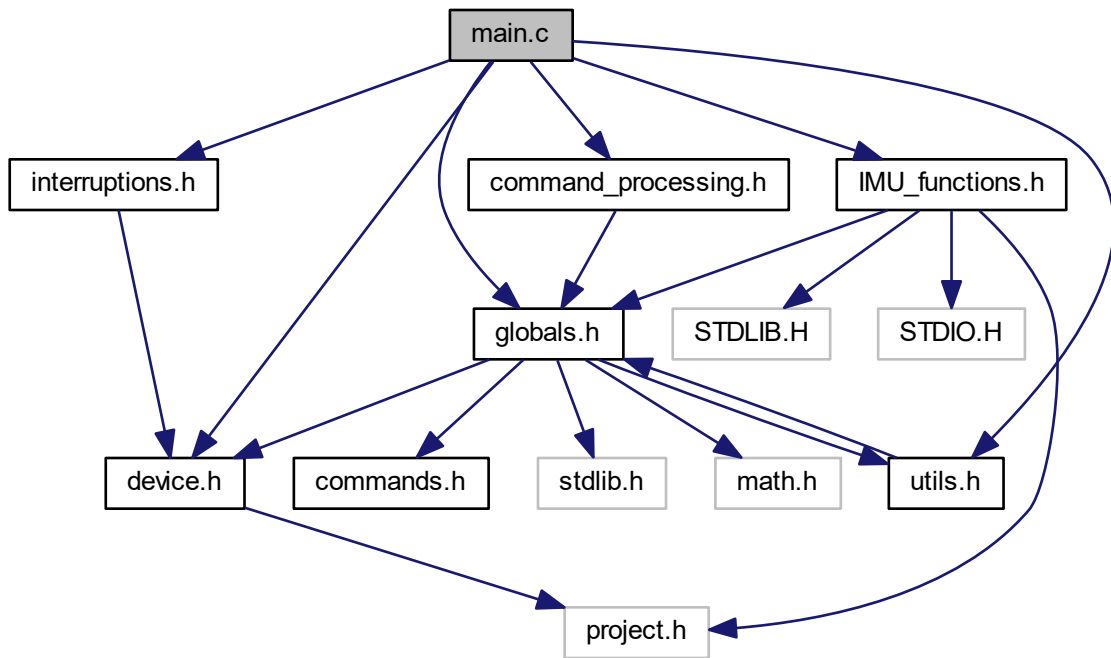 main.c
interruptions.h
command_processing.h
IMU_functions.h
globals.h
STDLIB.H
STDIO.H
device.h
commands.h
stdlib.h
math.h
utils.h
project.h